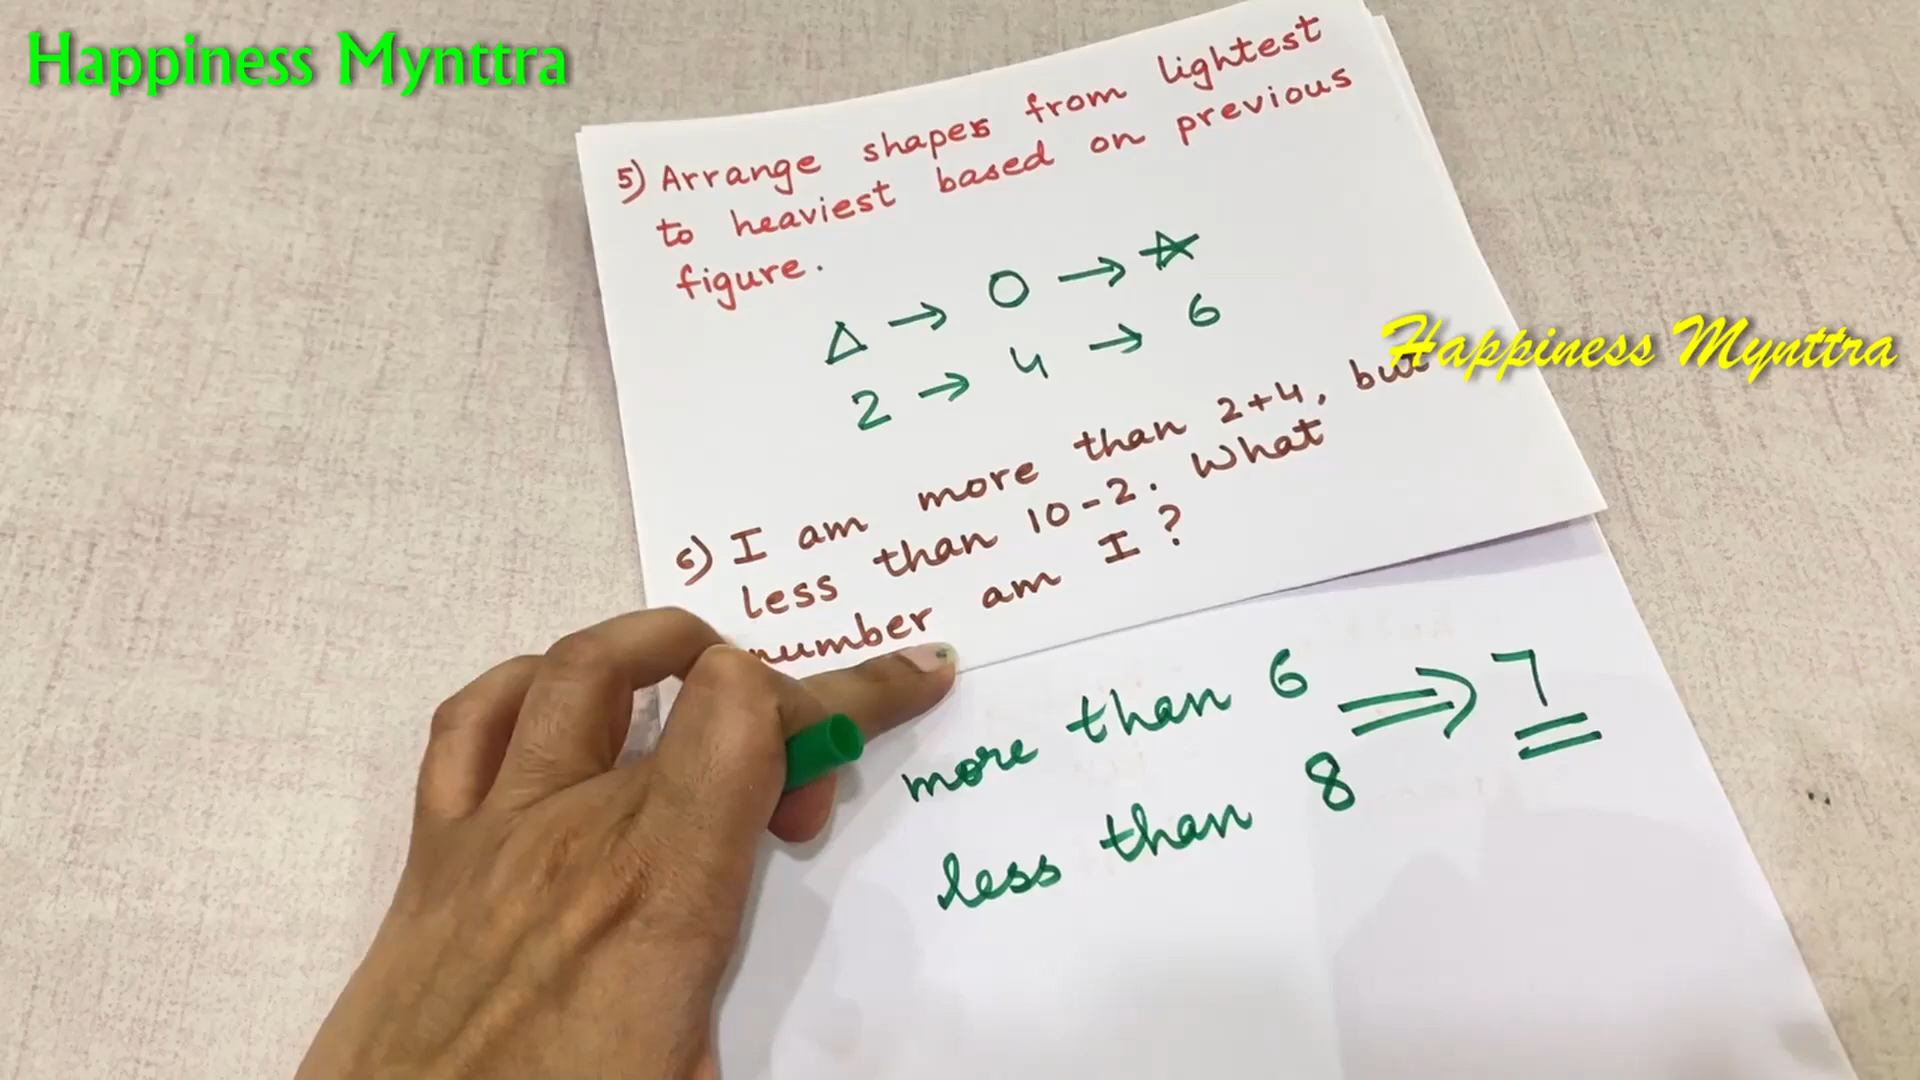 Happiness Mynttra
5) Arrange shapes from lightest
to heaviest based on previous
figure.
△ → O → ☆
2 → 4 → 6
Happiness Mynttra
6) I am more than 2+4, but
less than 10-2. What
number am I ?
more than 6 ⇒ 7
less than 8